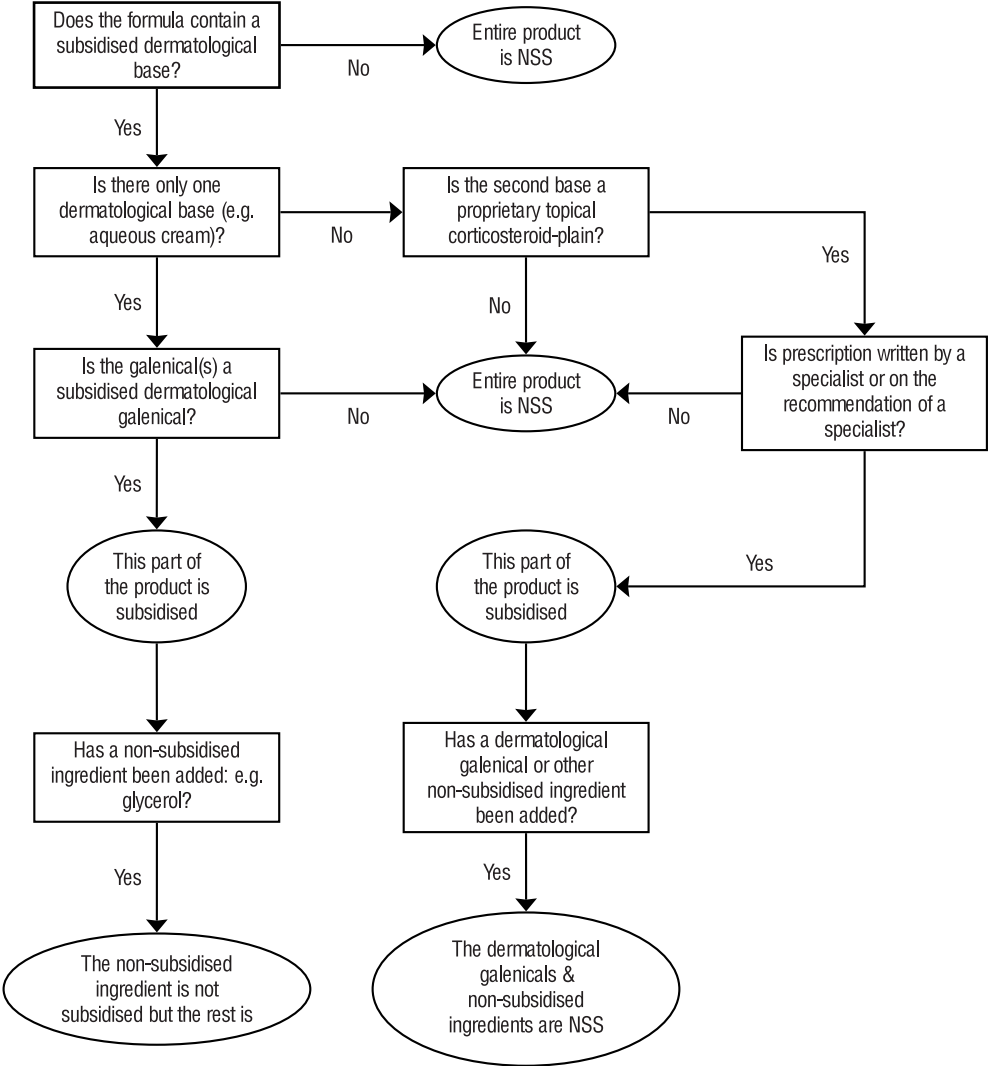 Does the formula contain a
subsidised dermatological
base?
No
Entire product
is NSS
Yes
Is there only one
dermatological base (e.g.
aqueous cream)?
No
Is the second base a
proprietary topical
corticosteroid-plain?
Yes
Yes
No
Is the galenical(s) a
subsidised dermatological
galenical?
No
Entire product
is NSS
No
Is prescription written by a
specialist or on the
recommendation of a
specialist?
Yes
This part of
the product is
subsidised
This part of
the product is
subsidised
Yes
Has a non-subsidised
ingredient been added: e.g.
glycerol?
Has a dermatological
galenical or other
non-subsidised ingredient
been added?
Yes
Yes
The non-subsidised
ingredient is not
subsidised but the rest is
The dermatological
galenicals &
non-subsidised
ingredients are NSS